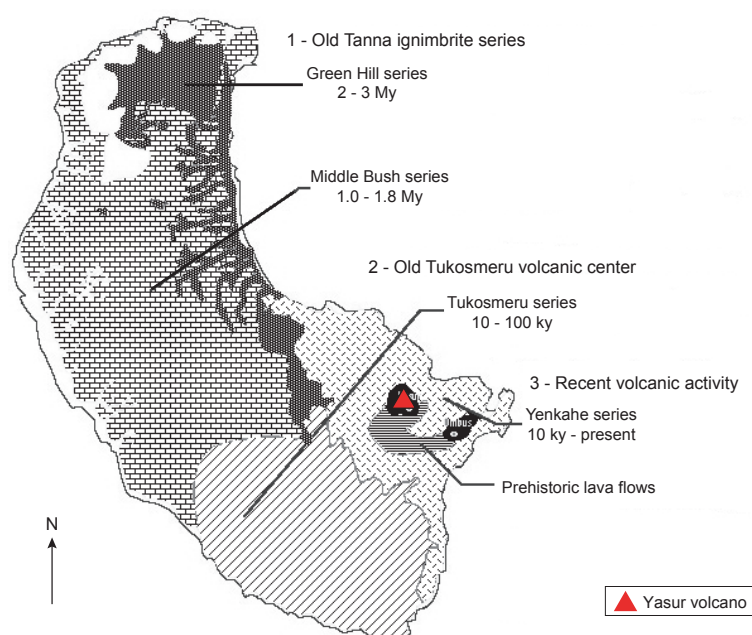 1 - Old Tanna ignimbrite series
Green Hill series
2 - 3 My
Middle Bush series
1.0 - 1.8 My
2 - Old Tukosmeru volcanic center
Tukosmeru series
10 - 100 ky
3 - Recent volcanic activity
Yenkahe series
10 ky - present
Prehistoric lava flows
N
Yasur volcano